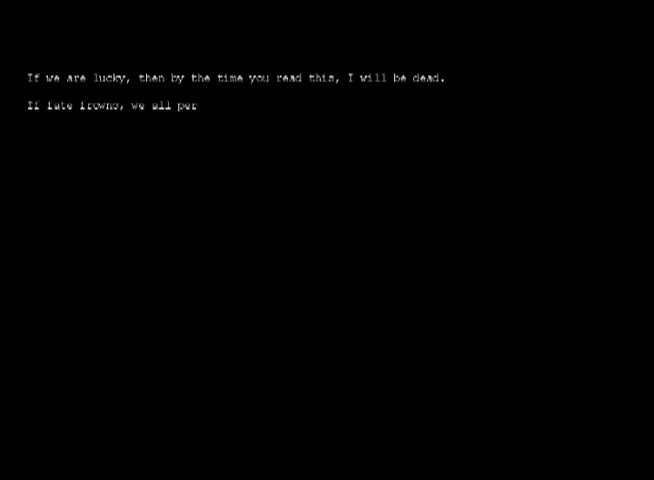 If we are lucky, then by the time you read this, I will be dead.
If fate frowns, we all per